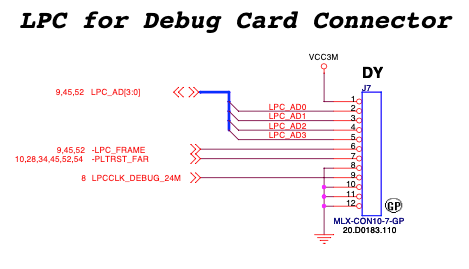 LPC for Debug Card Connector
VCC3M
DY
J7
9,45,52 LPC_AD[3:0]
1
LPC_AD0 2
LPC_AD1 3
LPC_AD2 4
LPC_AD3 5
9,45,52 -LPC_FRAME 6
10,28,34,45,52,54 -PLTRST_FAR 7
8
8 LPCCLK_DEBUG_24M 9
10
11
12
GP
MLX-CON10-7-GP
20.D0183.110